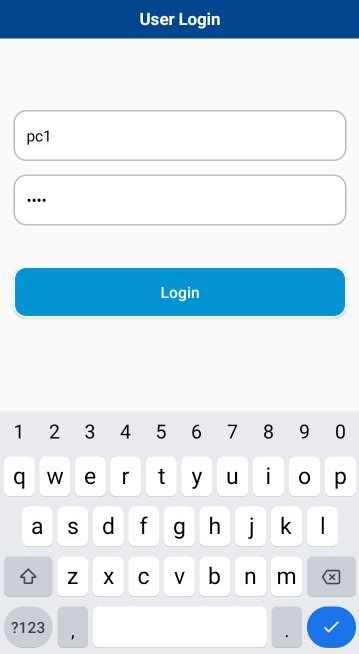 User Login
pc1
••••
Login
1 2 3 4 5 6 7 8 9 0
q w e r t y u i o p
a s d f g h j k l
z x c v b n m
?123 , .